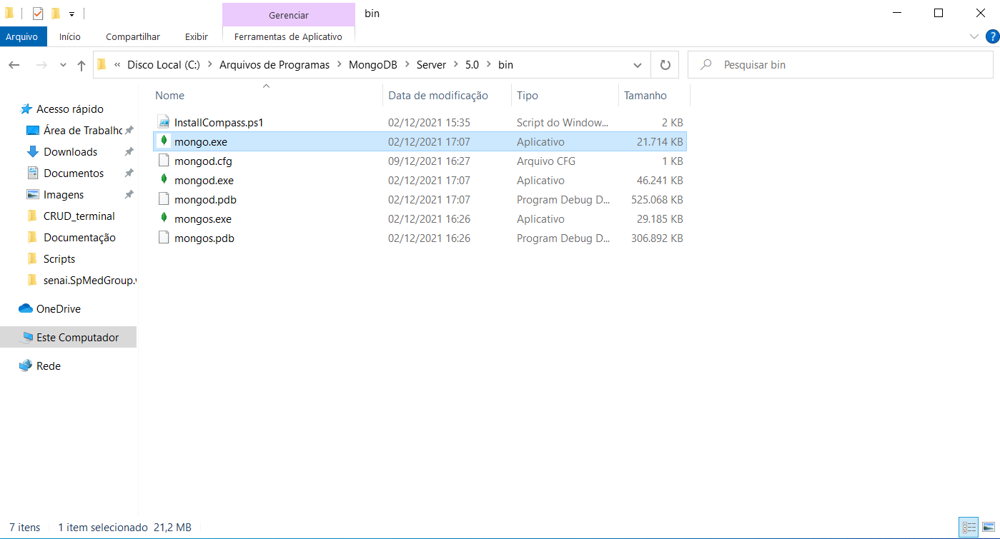 Gerenciar
bin
Arquivo
Início
Compartilhar
Exibir
Ferramentas de Aplicativo
?
« Disco Local (C:) > Arquivos de Programas > MongoDB > Server > 5.0 > bin
Pesquisar bin
Acesso rápido
Área de Trabalho
Downloads
Documentos
Imagens
CRUD_terminal
Documentação
Scripts
senai.SpMedGroup.w
OneDrive
Este Computador
Rede
Nome Data de modificação Tipo Tamanho
InstallCompass.ps1 02/12/2021 15:35 Script do Window... 2 KB
mongo.exe 02/12/2021 17:07 Aplicativo 21.714 KB
mongod.cfg 09/12/2021 16:27 Arquivo CFG 1 KB
mongod.exe 02/12/2021 17:07 Aplicativo 46.241 KB
mongod.pdb 02/12/2021 17:07 Program Debug D... 525.068 KB
mongos.exe 02/12/2021 16:26 Aplicativo 29.185 KB
mongos.pdb 02/12/2021 16:26 Program Debug D... 306.892 KB
7 itens 1 item selecionado 21,2 MB